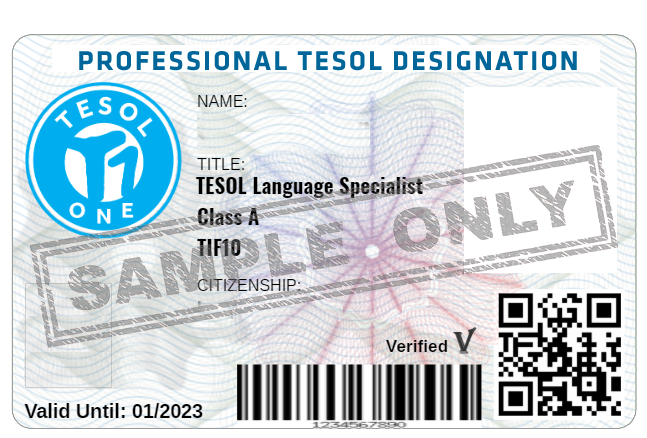 PROFESSIONAL TESOL DESIGNATION
TESOL
ONE
NAME:
TITLE:
TESOL Language Specialist
Class A
TIF10
SAMPLE ONLY
CITIZENSHIP:
Verified V
Valid Until: 01/2023
1234567890